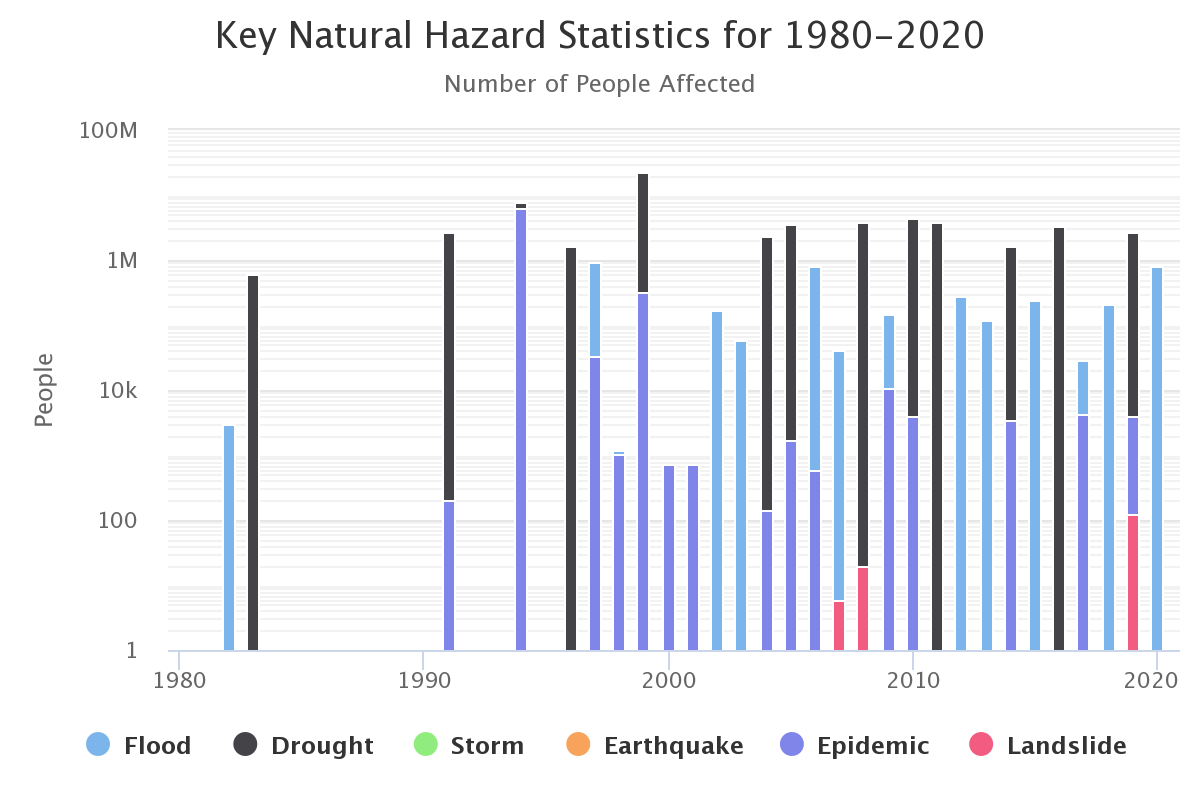 Key Natural Hazard Statistics for 1980–2020
Number of People Affected
100M
1M
10k
100
1
People
1980 1990 2000 2010 2020
Flood Drought Storm Earthquake Epidemic Landslide